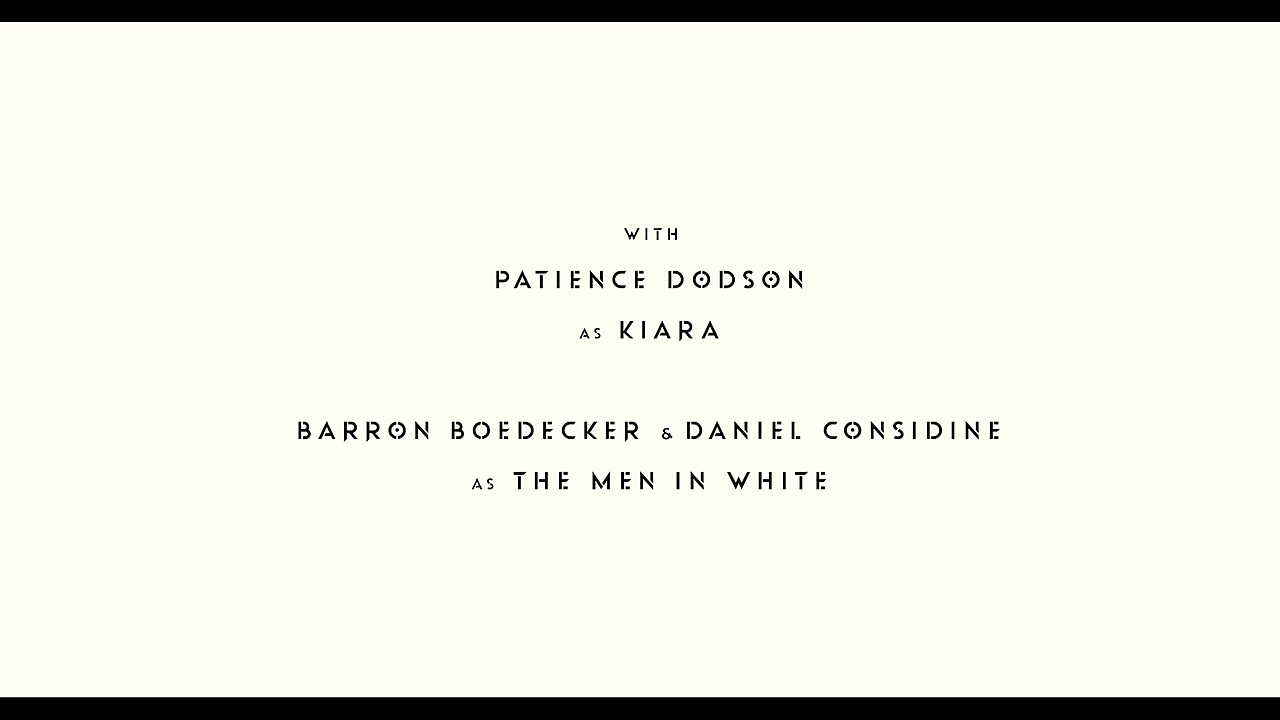 WITH
PATIENCE DODSON
AS KIARA
BARRON BOEDECKER & DANIEL CONSIDINE
AS THE MEN IN WHITE